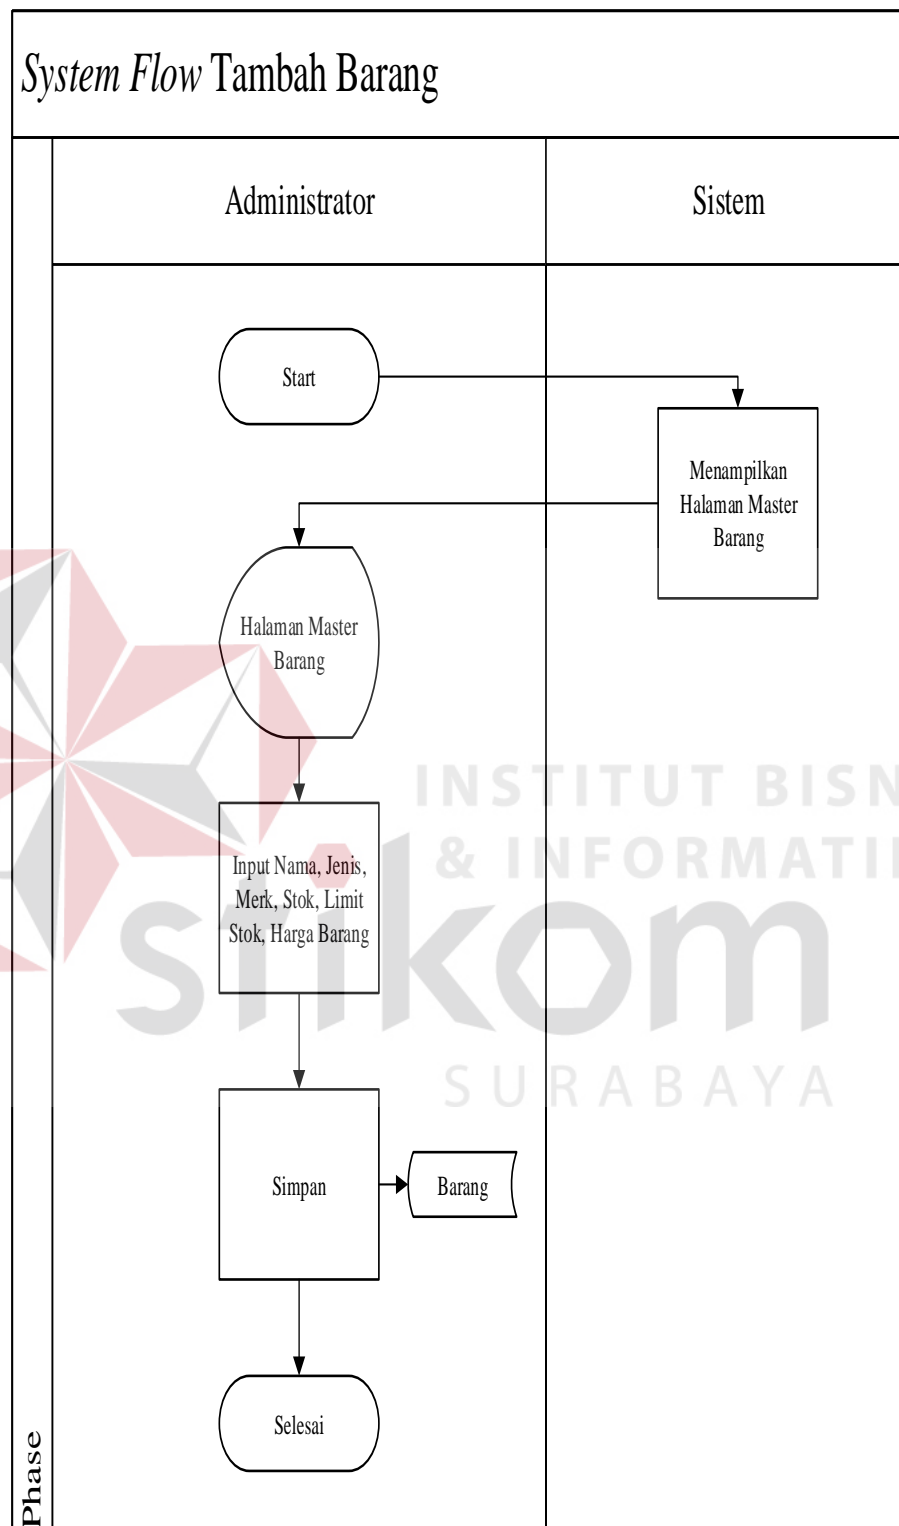 System Flow Tambah Barang
Administrator
Sistem
Start
Menampilkan
Halaman Master
Barang
Halaman Master
Barang
INSTITUT BISN
& INFORMATI
stikom
SURABAYA
Input Nama, Jenis,
Merk, Stok, Limit
Stok, Harga Barang
Simpan
Barang
Selesai
Phase